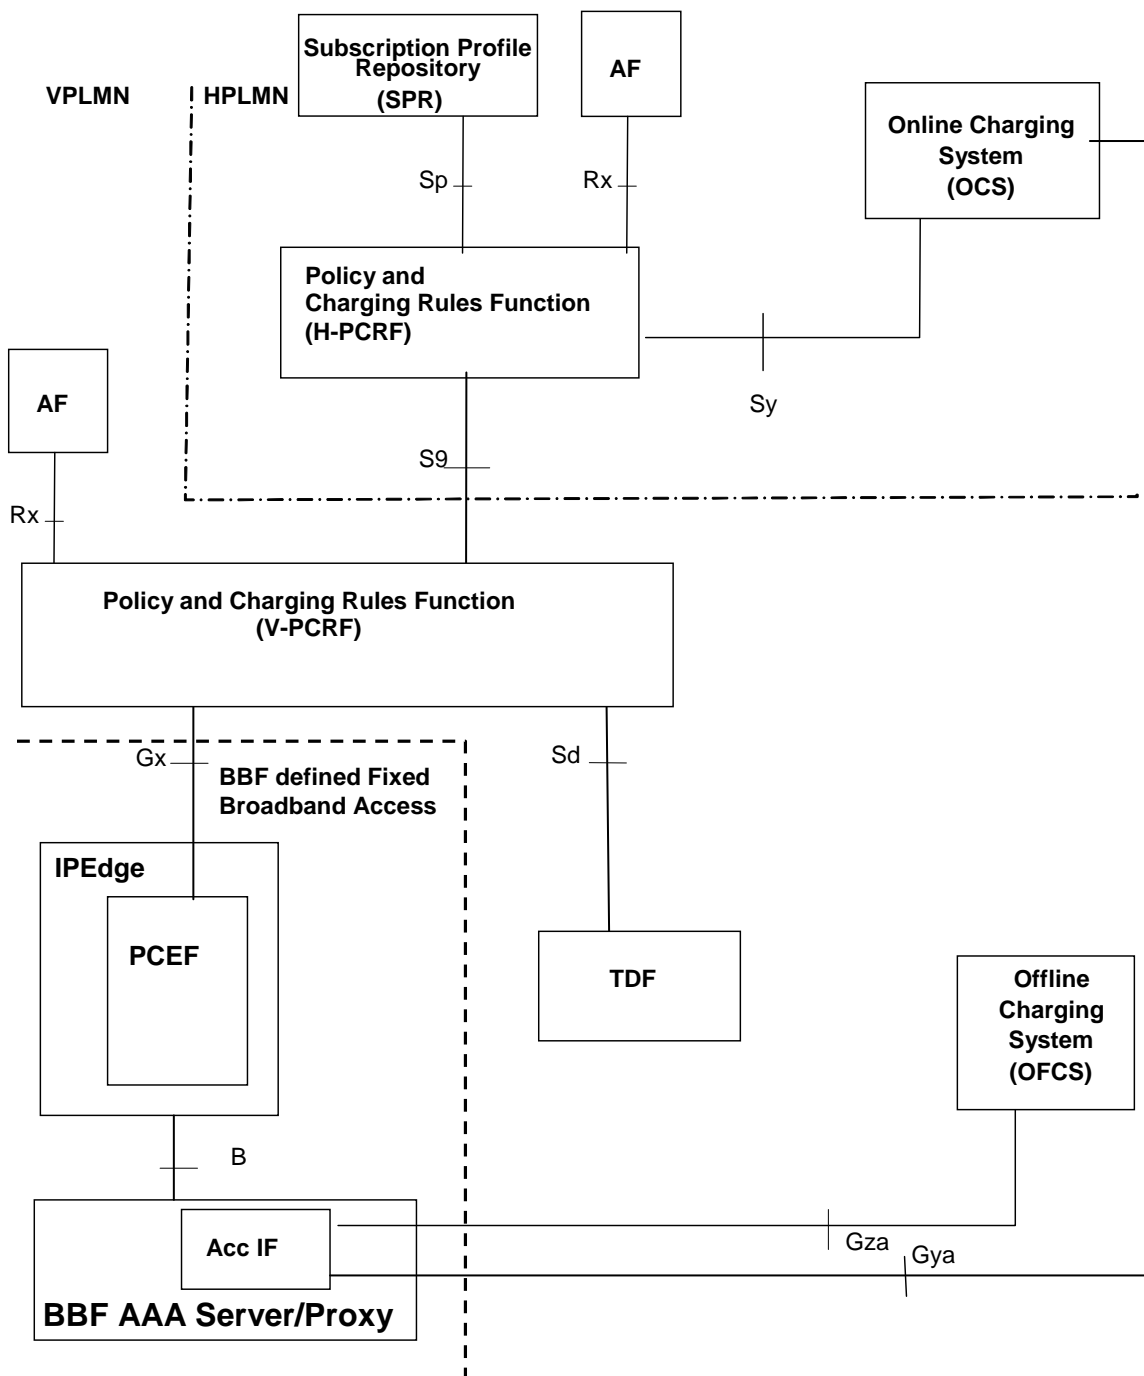 Subscription Profile
Repository
(SPR)
AF
VPLMN
HPLMN
Online Charging
System
(OCS)
Sp
Rx
Policy and
Charging Rules Function
(H-PCRF)
AF
Sy
S9
Rx
Policy and Charging Rules Function
(V-PCRF)
Gx
Sd
BBF defined Fixed
Broadband Access
IPEdge
PCEF
TDF
Offline
Charging
System
(OFCS)
B
Acc IF
Gza
Gya
BBF AAA Server/Proxy